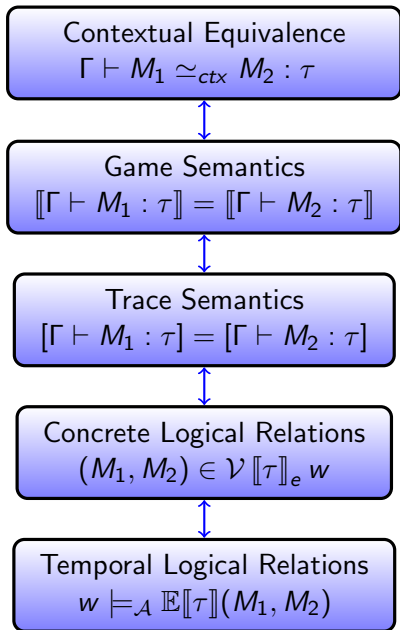 Contextual Equivalence
Γ ⊢ M₁ ≃ctx M₂ : τ
Game Semantics
⟦Γ ⊢ M₁ : τ⟧ = ⟦Γ ⊢ M₂ : τ⟧
Trace Semantics
[Γ ⊢ M₁ : τ] = [Γ ⊢ M₂ : τ]
Concrete Logical Relations
(M₁, M₂) ∈ 𝒱 ⟦τ⟧ₑ w
Temporal Logical Relations
w ⊨𝒜 𝔼⟦τ⟧(M₁, M₂)